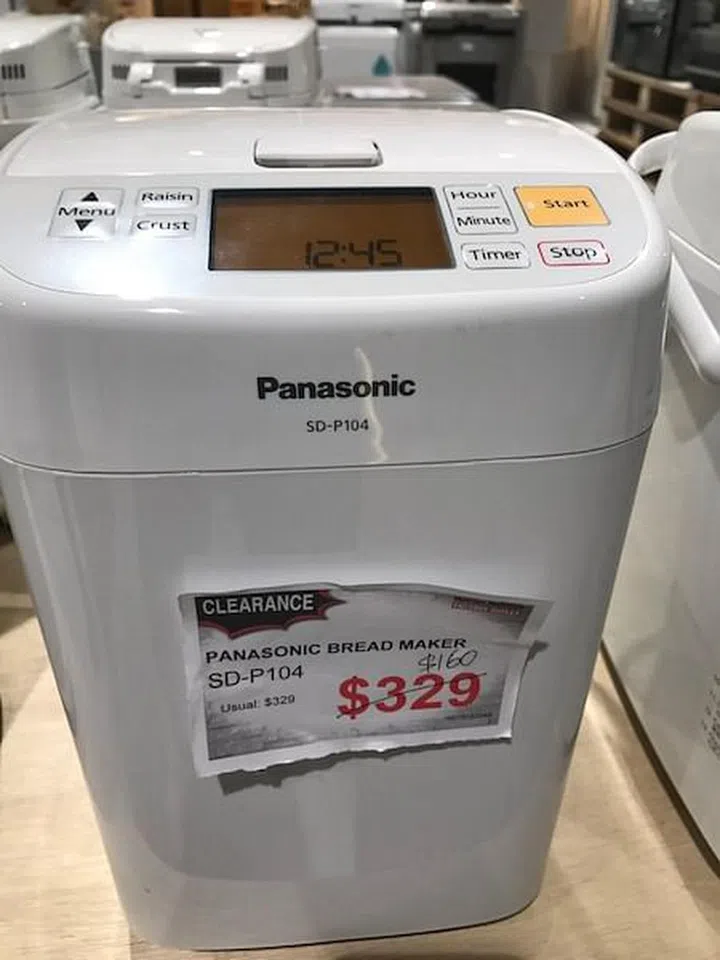 Menu
Raisin
Crust
12:45
Hour
Minute
Timer
Start
Stop
Panasonic
SD-P104
CLEARANCE
PANASONIC BREAD MAKER
SD-P104
$160
Usual: $329
$329